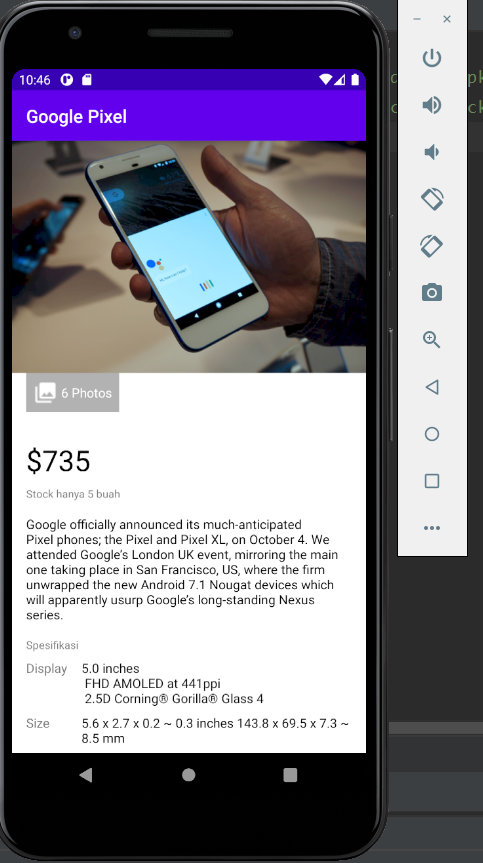 10:46
Google Pixel
6 Photos
$735
Stock hanya 5 buah
Google officially announced its much-anticipated
Pixel phones; the Pixel and Pixel XL, on October 4. We
attended Google's London UK event, mirroring the main
one taking place in San Francisco, US, where the firm
unwrapped the new Android 7.1 Nougat devices which
will apparently usurp Google's long-standing Nexus
series.
Spesifikasi
Display 5.0 inches
FHD AMOLED at 441ppi
2.5D Corning® Gorilla® Glass 4
Size 5.6 x 2.7 x 0.2 ~ 0.3 inches 143.8 x 69.5 x 7.3 ~
8.5 mm